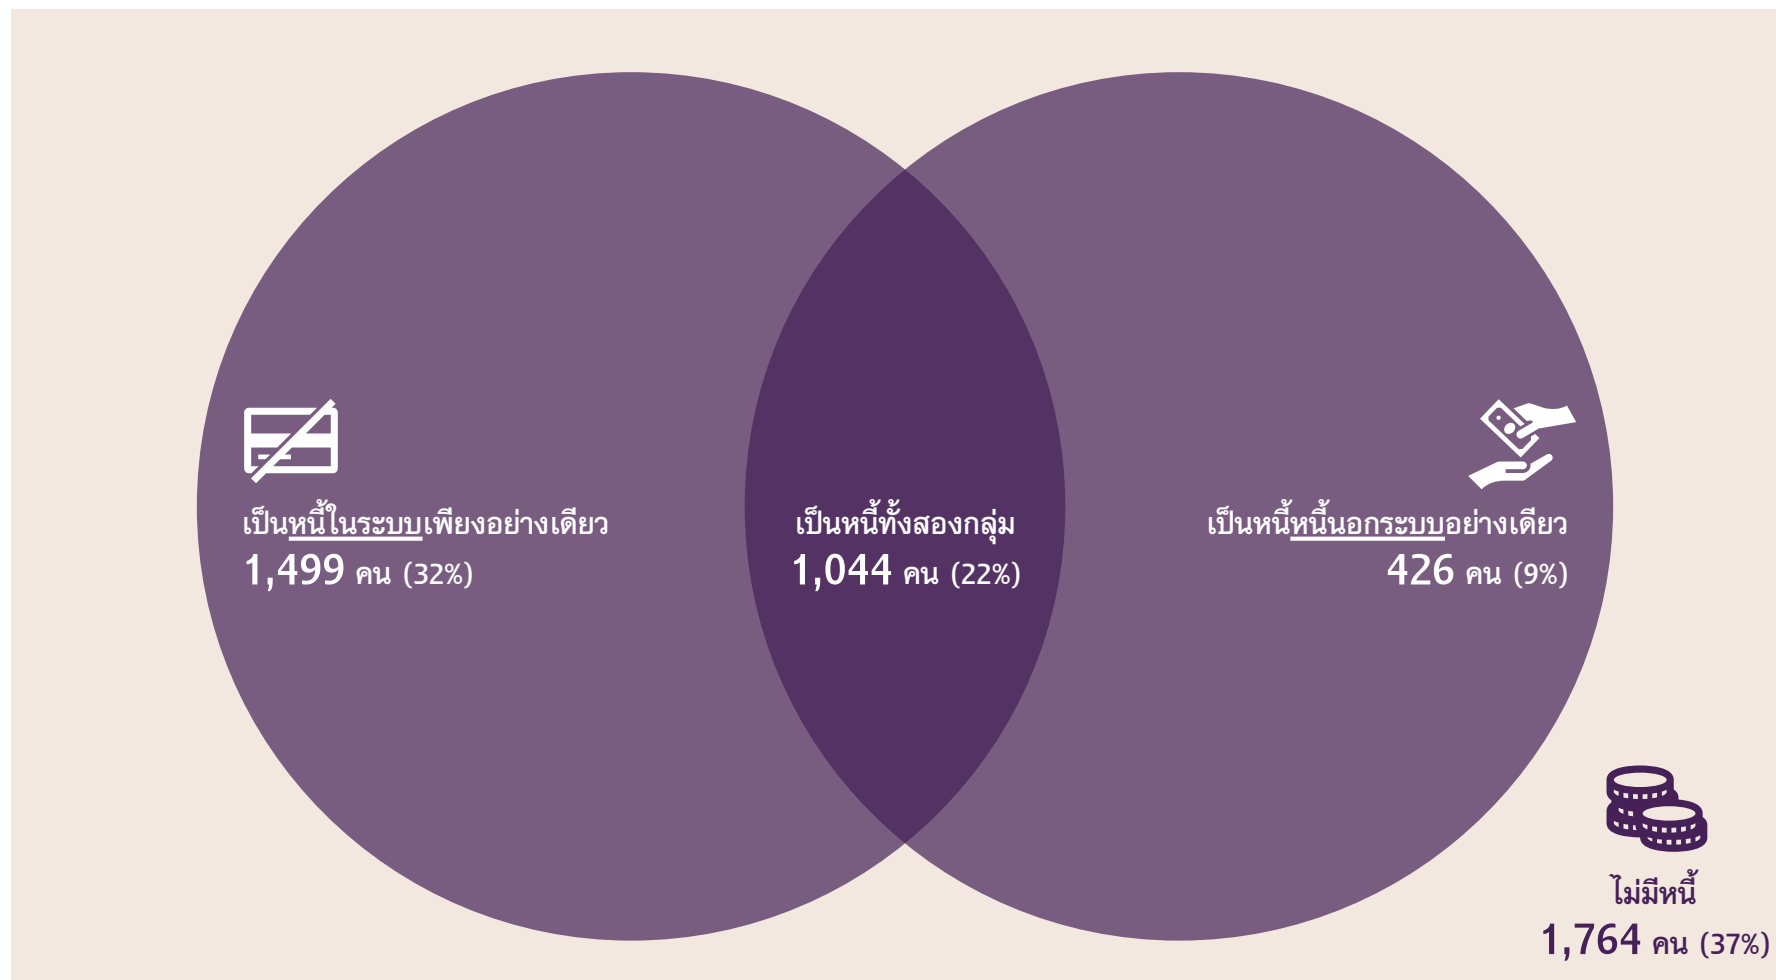 เป็นหนี้ในระบบเพียงอย่างเดียว
1,499 คน (32%)
เป็นหนี้ทั้งสองกลุ่ม
1,044 คน (22%)
เป็นหนี้หนี้นอกระบบอย่างเดียว
426 คน (9%)
ไม่มีหนี้
1,764 คน (37%)